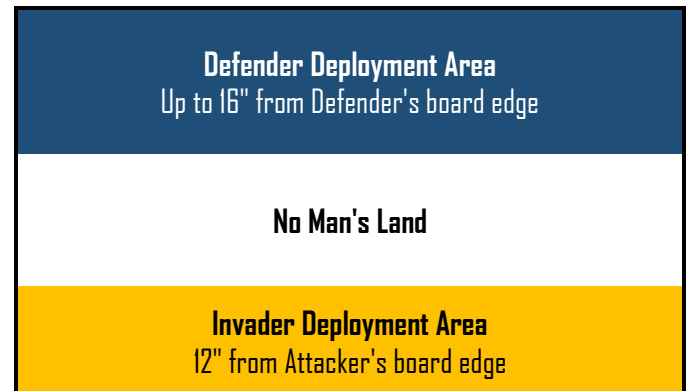 Defender Deployment Area
Up to 16" from Defender's board edge
No Man's Land
Invader Deployment Area
12" from Attacker's board edge